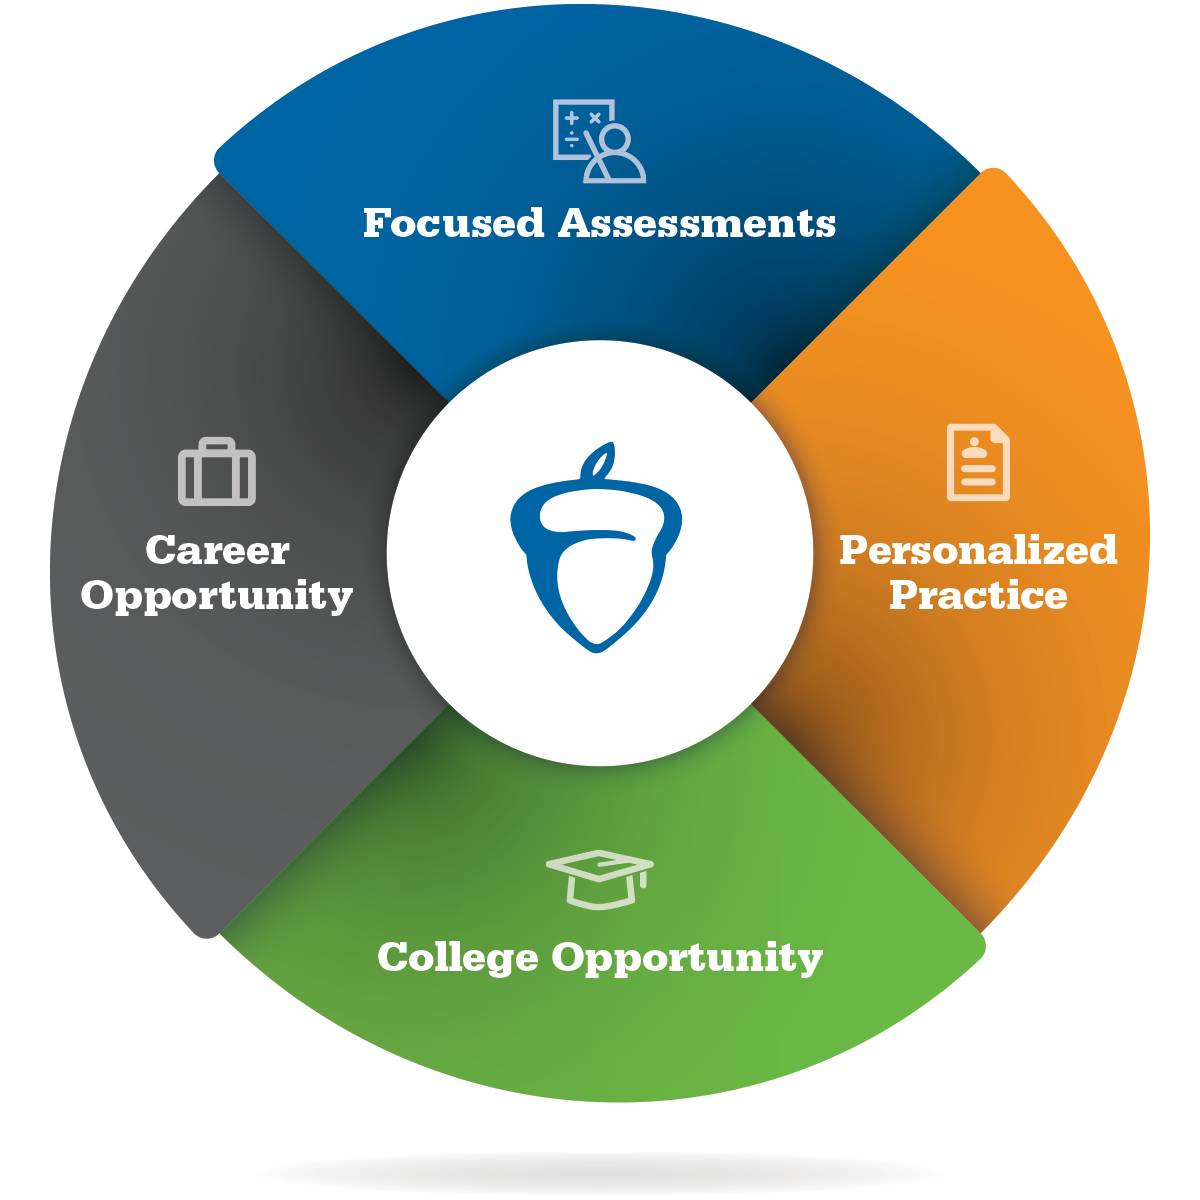 Focused Assessments
Career
Opportunity
Personalized
Practice
College Opportunity